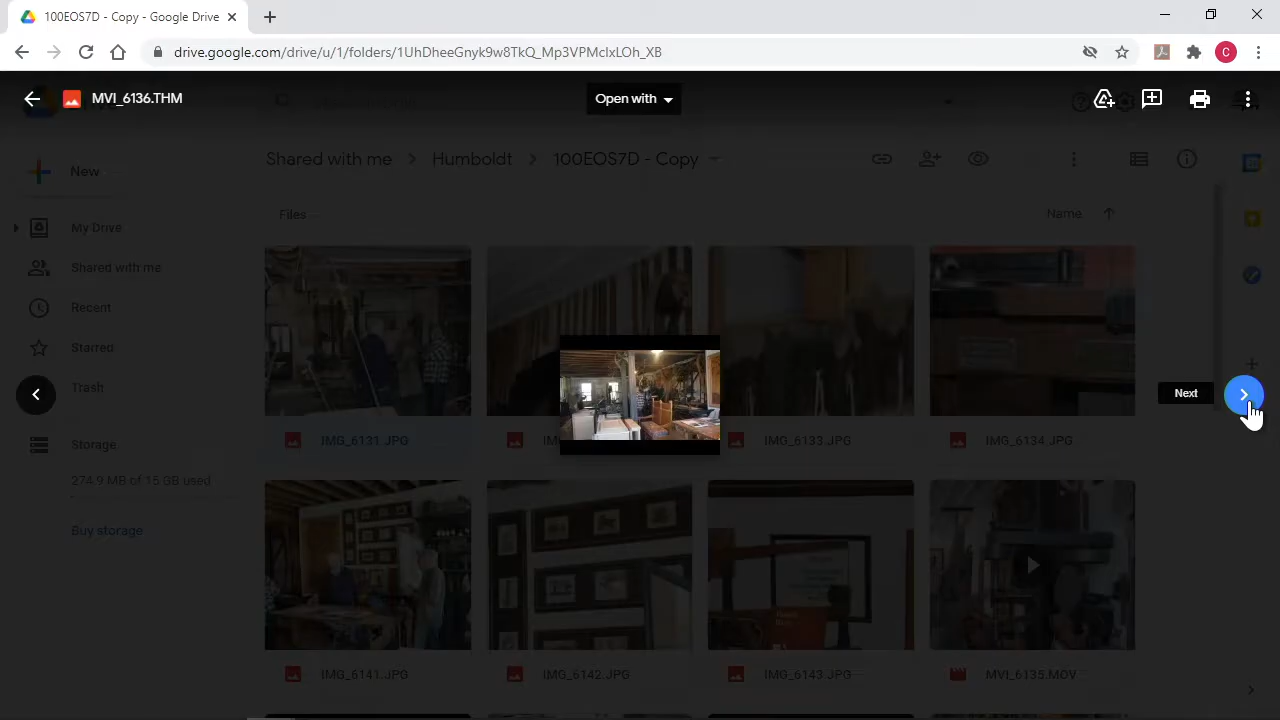 100EOS7D - Copy - Google Drive
drive.google.com/drive/u/1/folders/1UhDheeGnyk9w8TkQ_Mp3VPMclxLOh_XB
C
MVI_6136.THM
Open with
Shared with me
Humboldt
100EOS7D - Copy
New
Files
Name
My Drive
Shared with me
Recent
Starred
Trash
Storage
274.9 MB of 15 GB used
Buy storage
Next
IMG_6131.JPG
IM
IMG_6133.JPG
IMG_6134.JPG
IMG_6141.JPG
IMG_6142.JPG
IMG_6143.JPG
MVI_6135.MOV